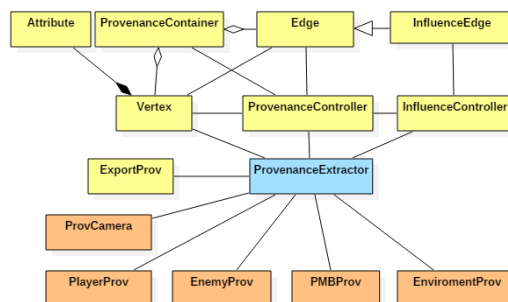 Attribute
ProvenanceContainer
Edge
InfluenceEdge
Vertex
ProvenanceController
InfluenceController
ExportProv
ProvenanceExtractor
ProvCamera
PlayerProv
EnemyProv
PMBProv
EnviromentProv